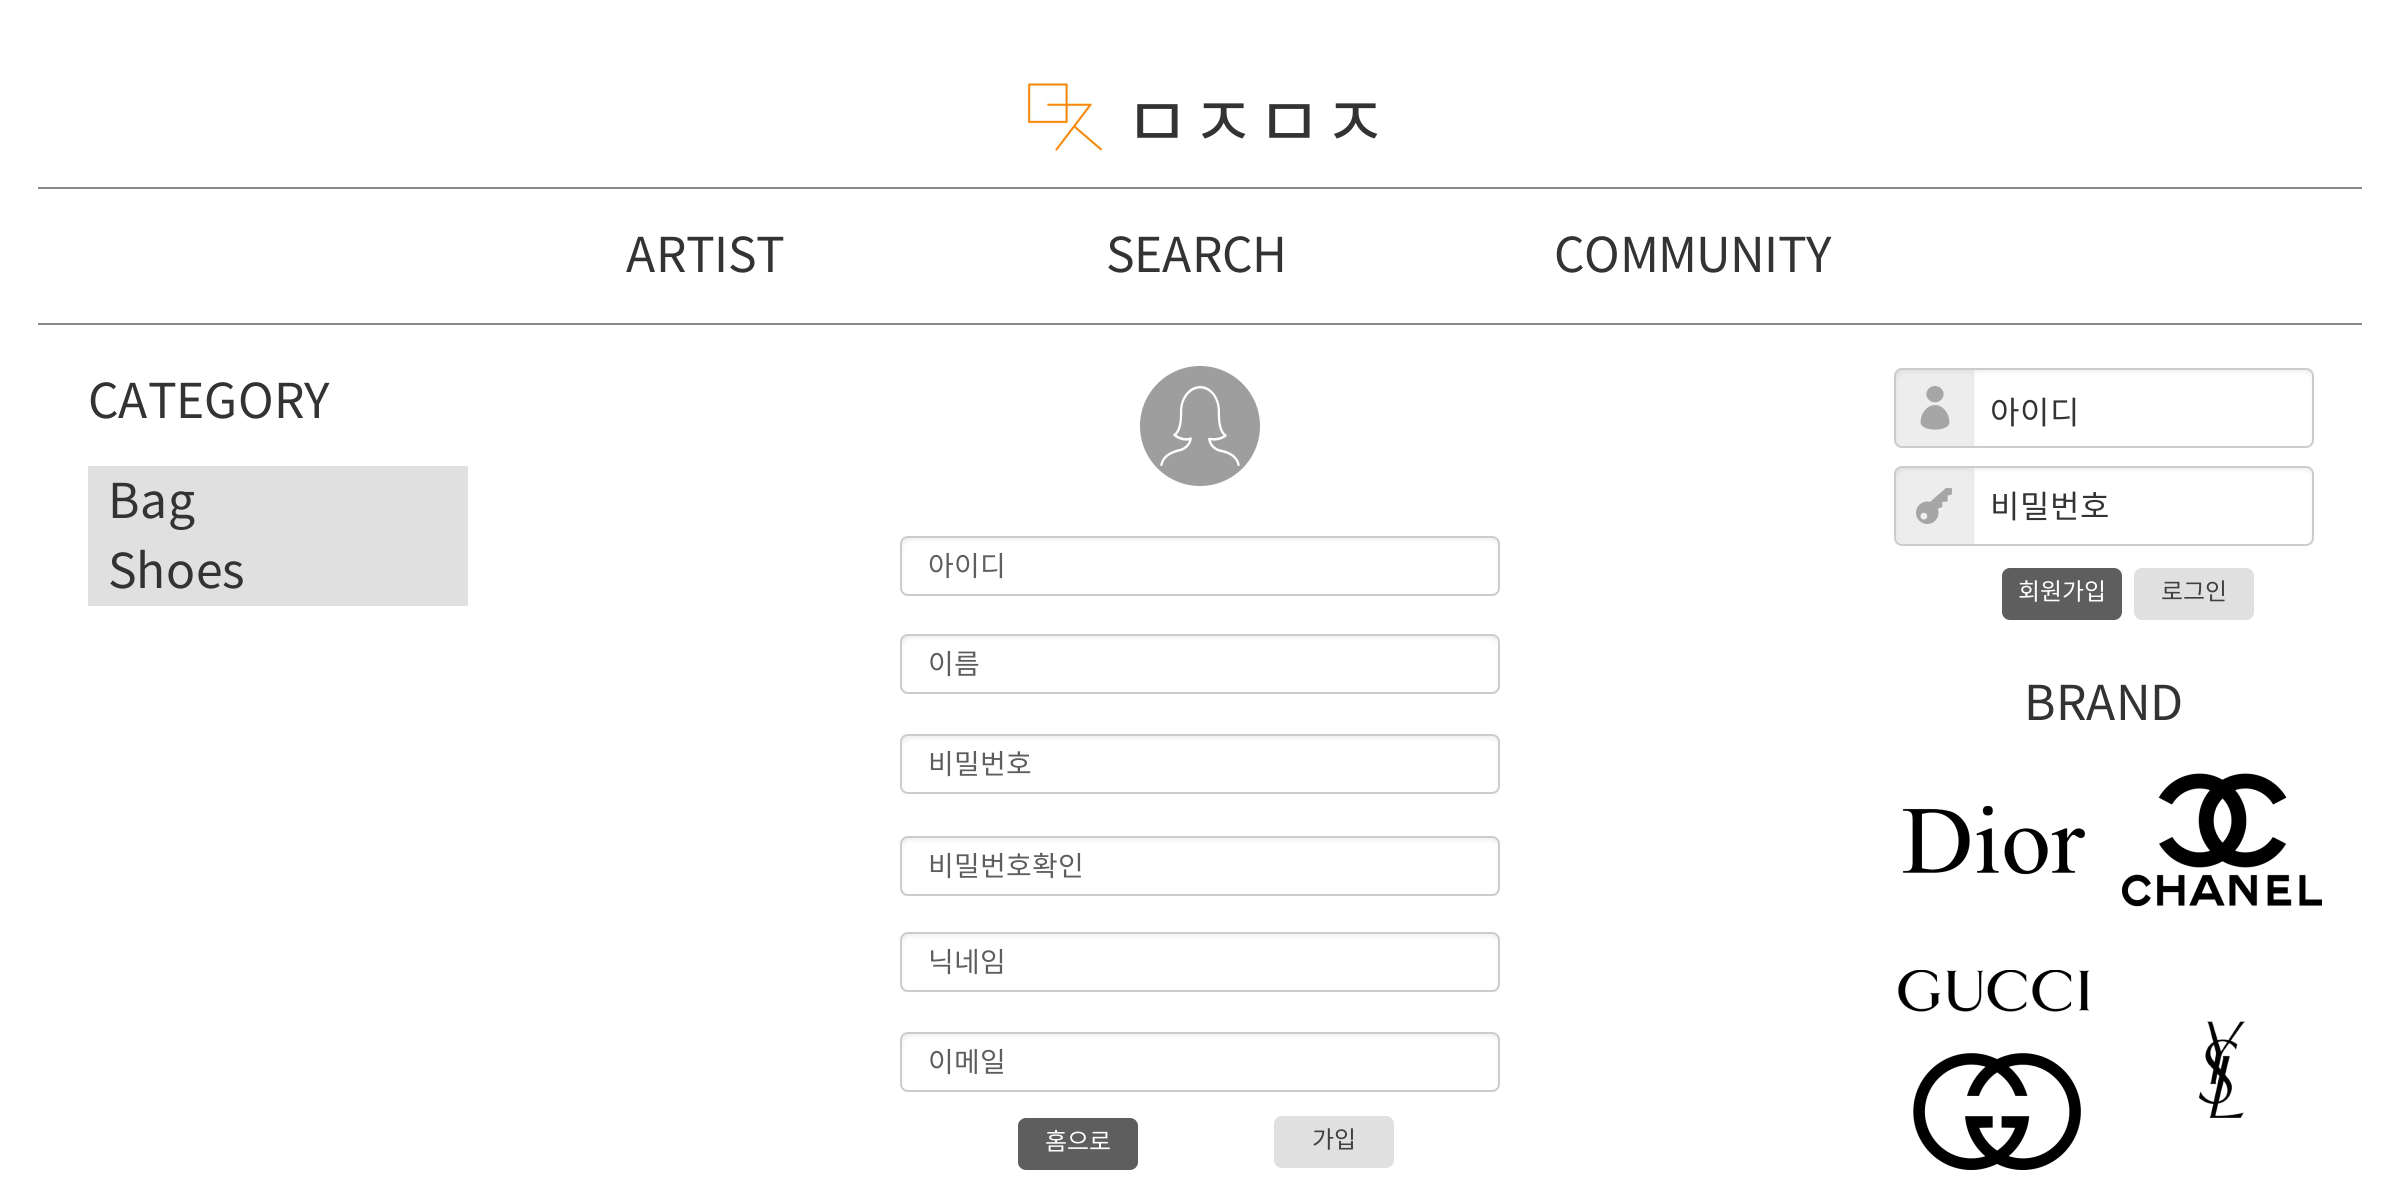 ㅁㅈㅁㅈ
ARTIST SEARCH COMMUNITY
CATEGORY
Bag
Shoes
아이디
이름
비밀번호
비밀번호확인
닉네임
이메일
홈으로 가입
아이디
비밀번호
회원가입 로그인
BRAND
Dior
CHANEL
GUCCI
YSL